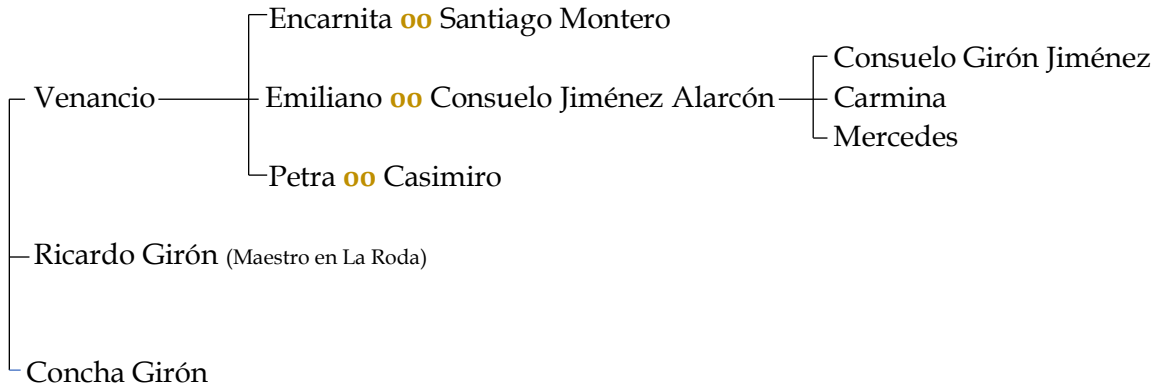 Encarnita oo Santiago Montero
Consuelo Girón Jiménez
Venancio Emiliano oo Consuelo Jiménez Alarcón Carmina
Mercedes
Petra oo Casimiro
Ricardo Girón (Maestro en La Roda)
Concha Girón